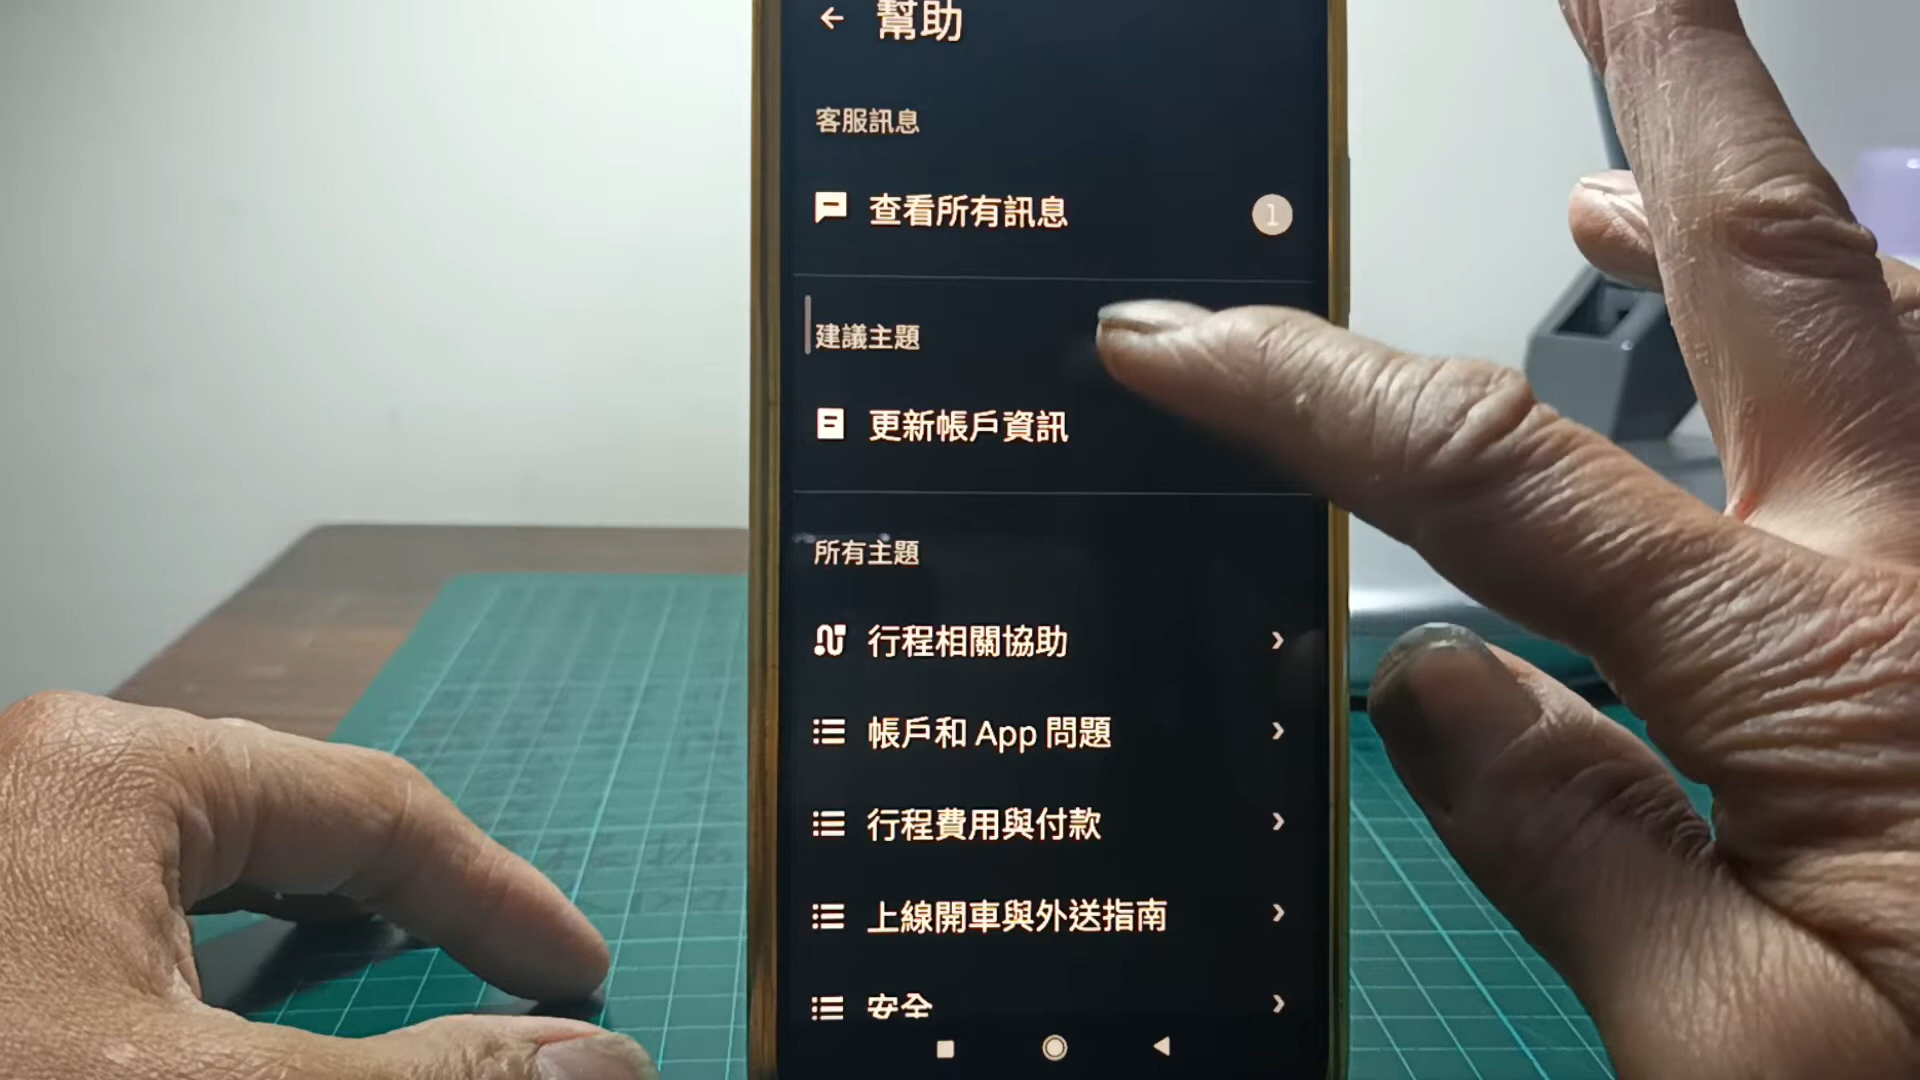 幫助
客服訊息
查看所有訊息
1
建議主題
更新帳戶資訊
所有主題
行程相關協助
帳戶和 App 問題
行程費用與付款
上線開車與外送指南
安全